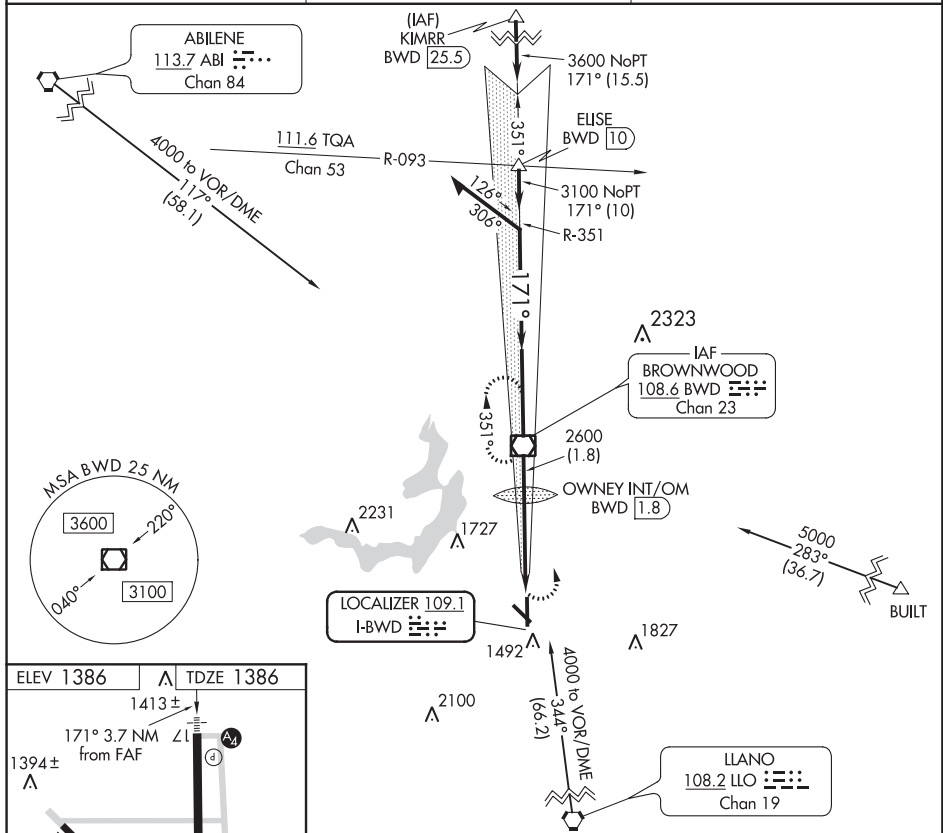 ABILENE
113.7 ABI
Chan 84
(IAF)
KIMRR
BWD 25.5
3600 NoPT
171° (15.5)
351°
ELISE
BWD 10
111.6 TQA
Chan 53
R-093
4000 to VOR/DME
117°
(58.1)
3100 NoPT
171° (10)
126°
306°
R-351
171°
2323
IAF
BROWNWOOD
108.6 BWD
Chan 23
351°
2600
(1.8)
MSA BWD 25 NM
3600
220°
040°
3100
OWNEY INT/OM
BWD 1.8
2231
1727
5000
283°
(36.7)
BUILT
LOCALIZER 109.1
I-BWD
1492
1827
ELEV 1386
TDZE 1386
1413 ±
171° 3.7 NM
from FAF
17
A4
P
1394±
2100
4000 to VOR/DME
344°
(66.2)
LLANO
108.2 LLO
Chan 19